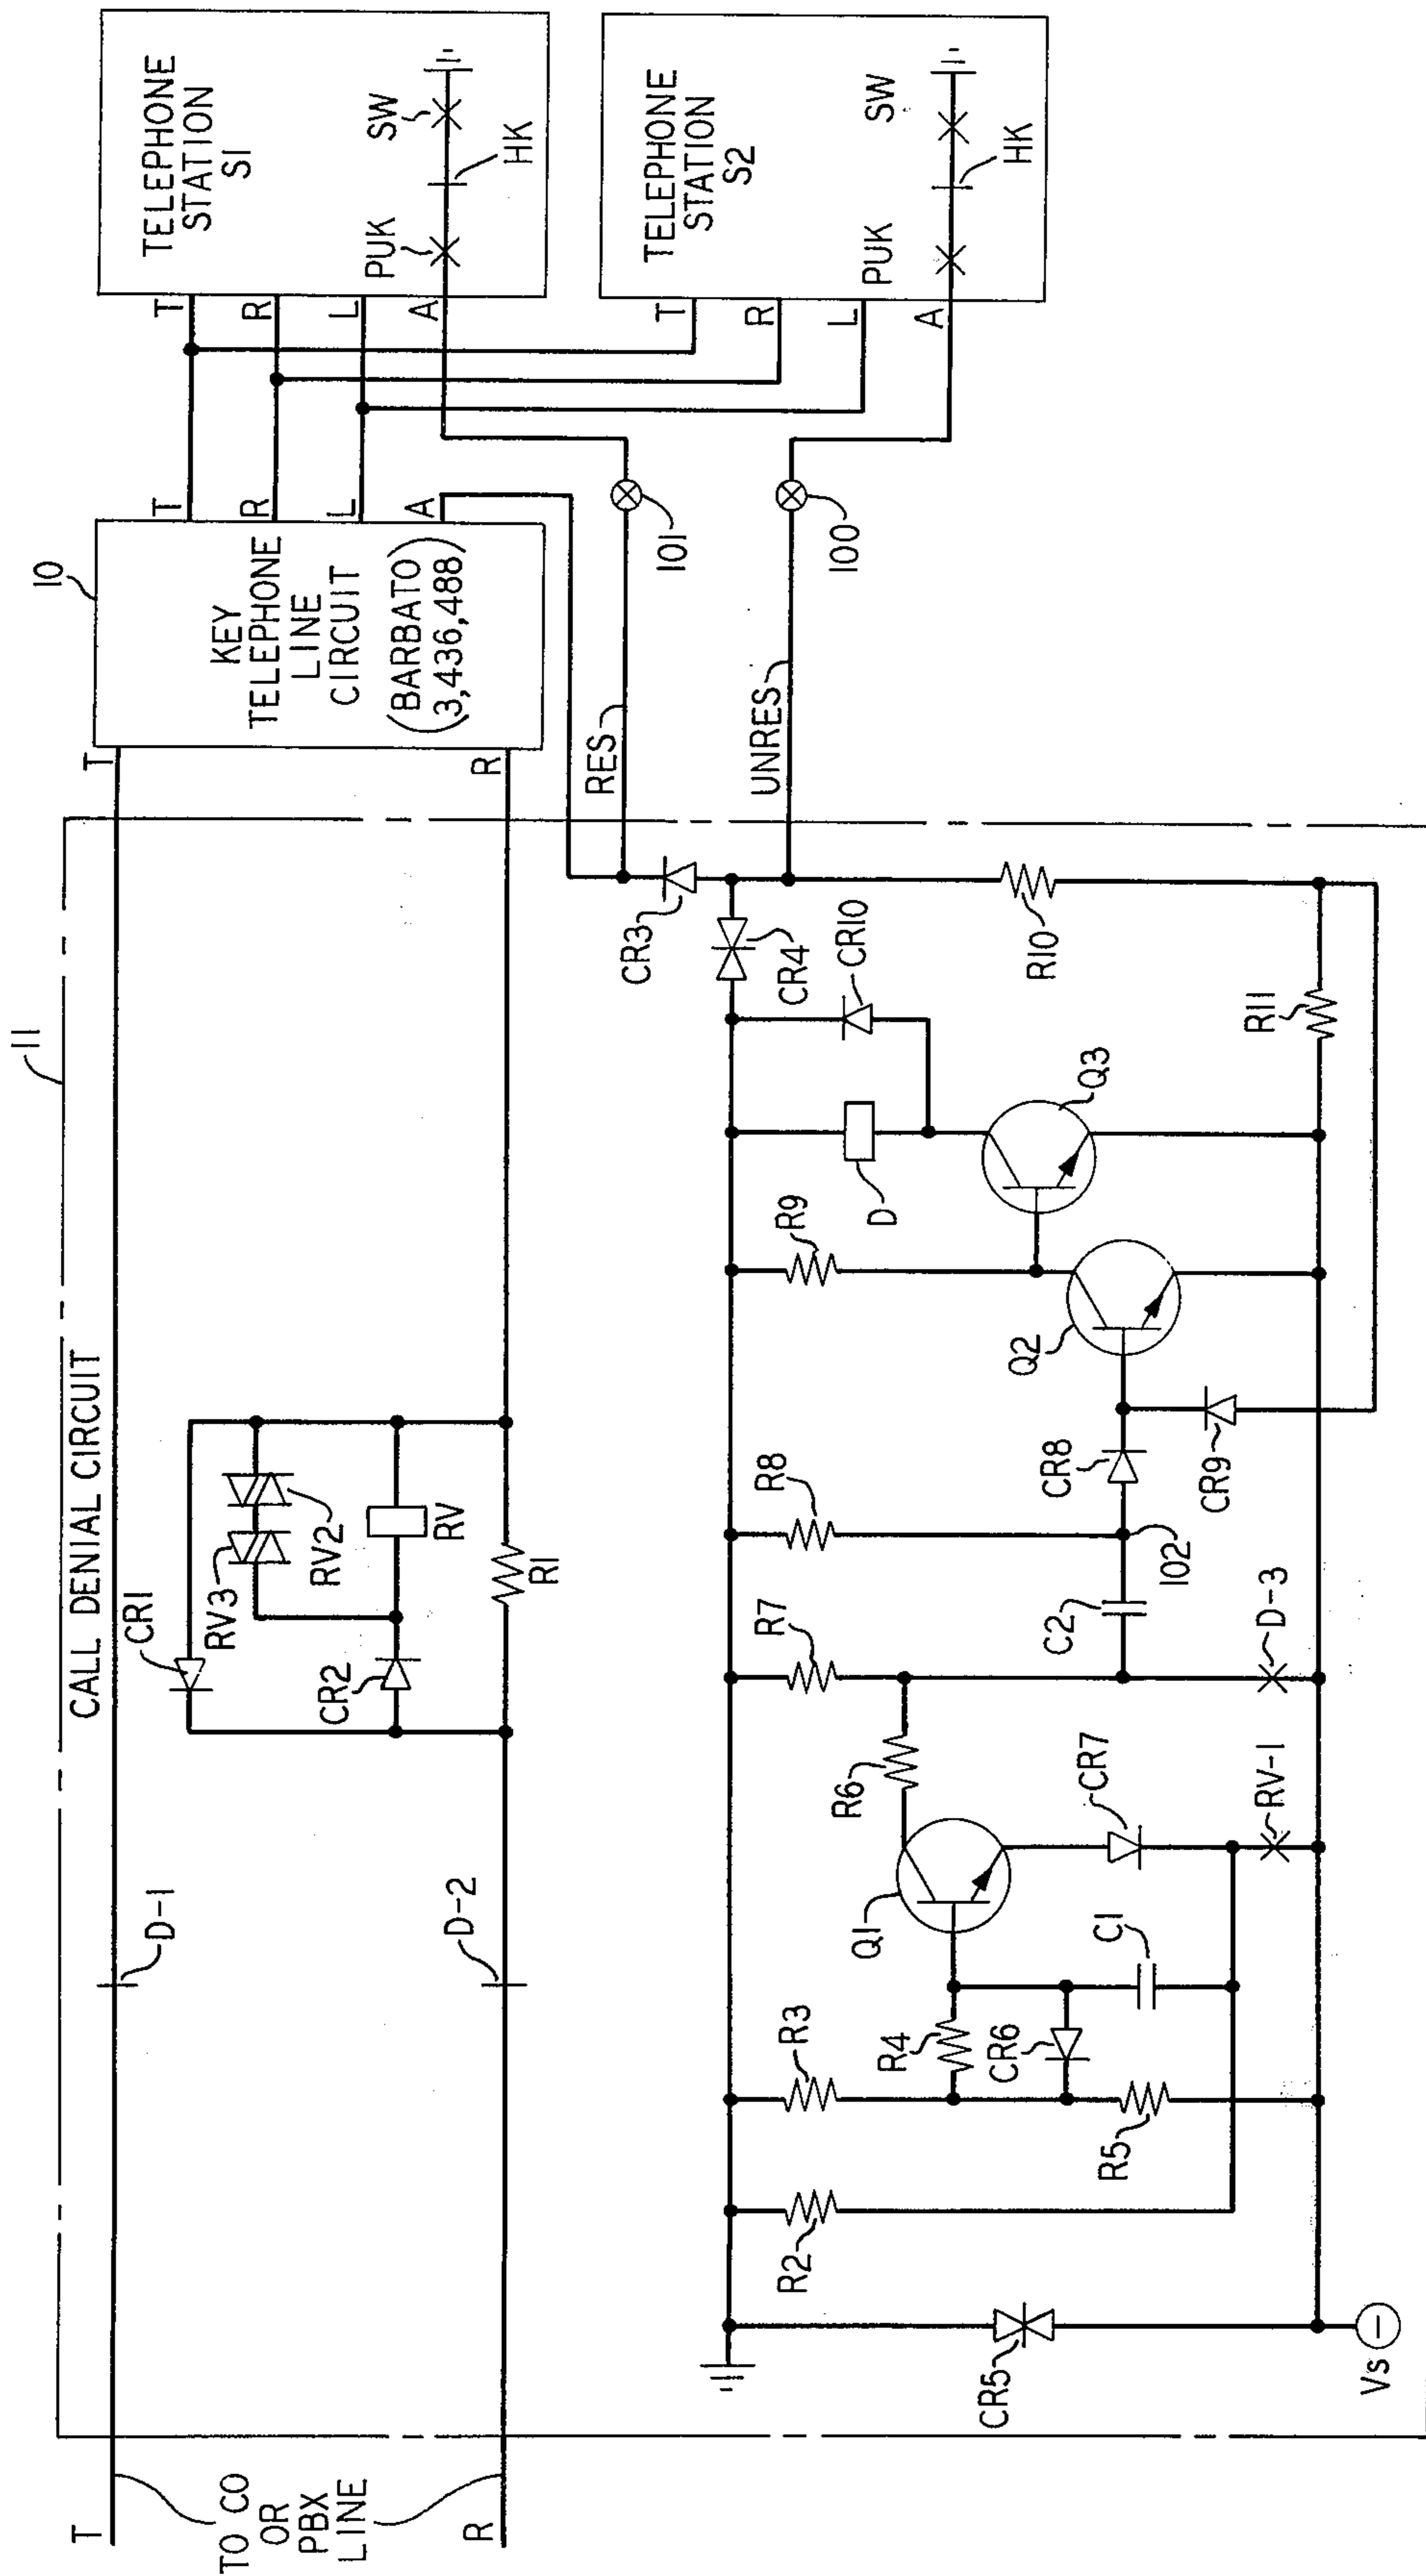 T
TO CO
OR
PBX
LINE
R
11
CALL DENIAL CIRCUIT
D-1
D-2
CR1
RV3
RV2
RV
CR2
R1
10
T
R
KEY
TELEPHONE
LINE
CIRCUIT
(BARBATO
3,436,488)
T
R
L
A
TELEPHONE
STATION
S1
T
R
L
A
PUK
SW
HK
TELEPHONE
STATION
S2
T
R
L
A
PUK
SW
HK
RES
101
UNRES
100
CR3
CR4
CR10
R10
R11
D
Q3
R9
Q2
R8
CR8
CR9
102
C2
R7
D-3
R6
Q1
CR7
RV-1
C1
R3
R4
CR6
R5
R2
CR5
Vs
−